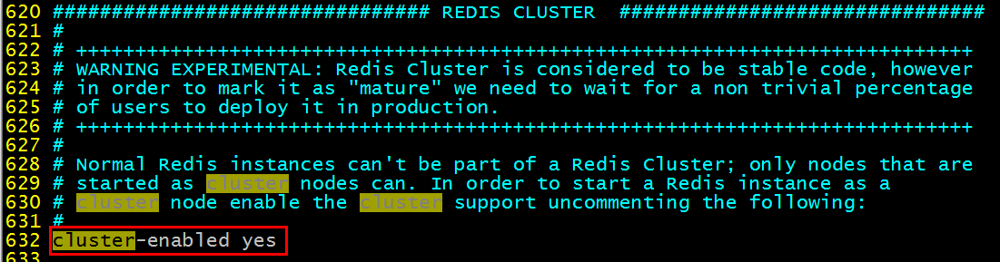 620 ################################ REDIS CLUSTER  ###############################
621 #
622 # ++++++++++++++++++++++++++++++++++++++++++++++++++++++++++++++++++++++++++++
623 # WARNING EXPERIMENTAL: Redis Cluster is considered to be stable code, however
624 # in order to mark it as "mature" we need to wait for a non trivial percentage
625 # of users to deploy it in production.
626 # ++++++++++++++++++++++++++++++++++++++++++++++++++++++++++++++++++++++++++++
627 #
628 # Normal Redis instances can't be part of a Redis Cluster; only nodes that are
629 # started as cluster nodes can. In order to start a Redis instance as a
630 # cluster node enable the cluster support uncommenting the following:
631 #
632 cluster-enabled yes
633